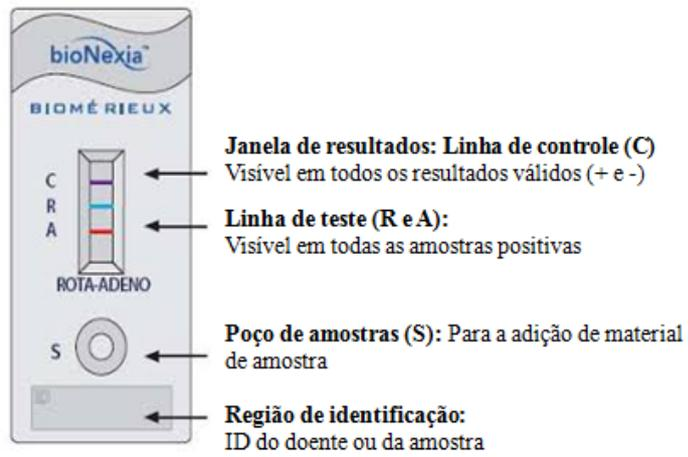 bioNexia™
BIOMÉRIEUX
C
R
A
ROTA-ADENO
S
ID
Janela de resultados: Linha de controle (C)
Visível em todos os resultados válidos (+ e -)
Linha de teste (R e A):
Visível em todas as amostras positivas
Poço de amostras (S): Para a adição de material
de amostra
Região de identificação:
ID do doente ou da amostra